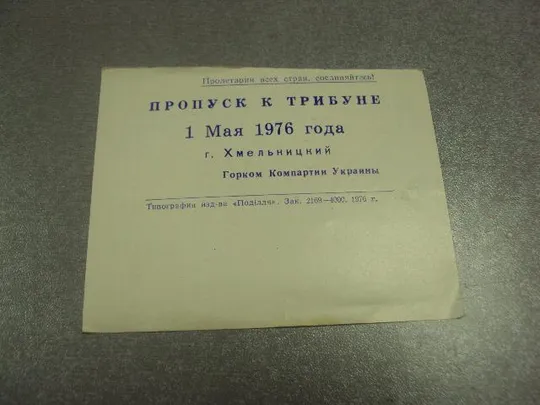 Пролетарии всех стран, соединяйтесь!
ПРОПУСК К ТРИБУНЕ
1 Мая 1976 года
г. Хмельницкий
Горком Компартии Украины
Типография изд-ва «Поділля». Зак. 2169—4000. 1976 г.